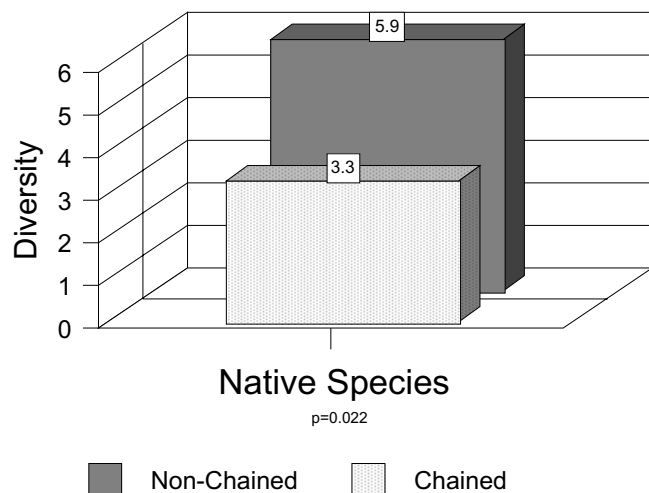 5.9
6
5
4
3
2
1
0
Diversity
3.3
Native Species
p=0.022
Non-Chained
Chained